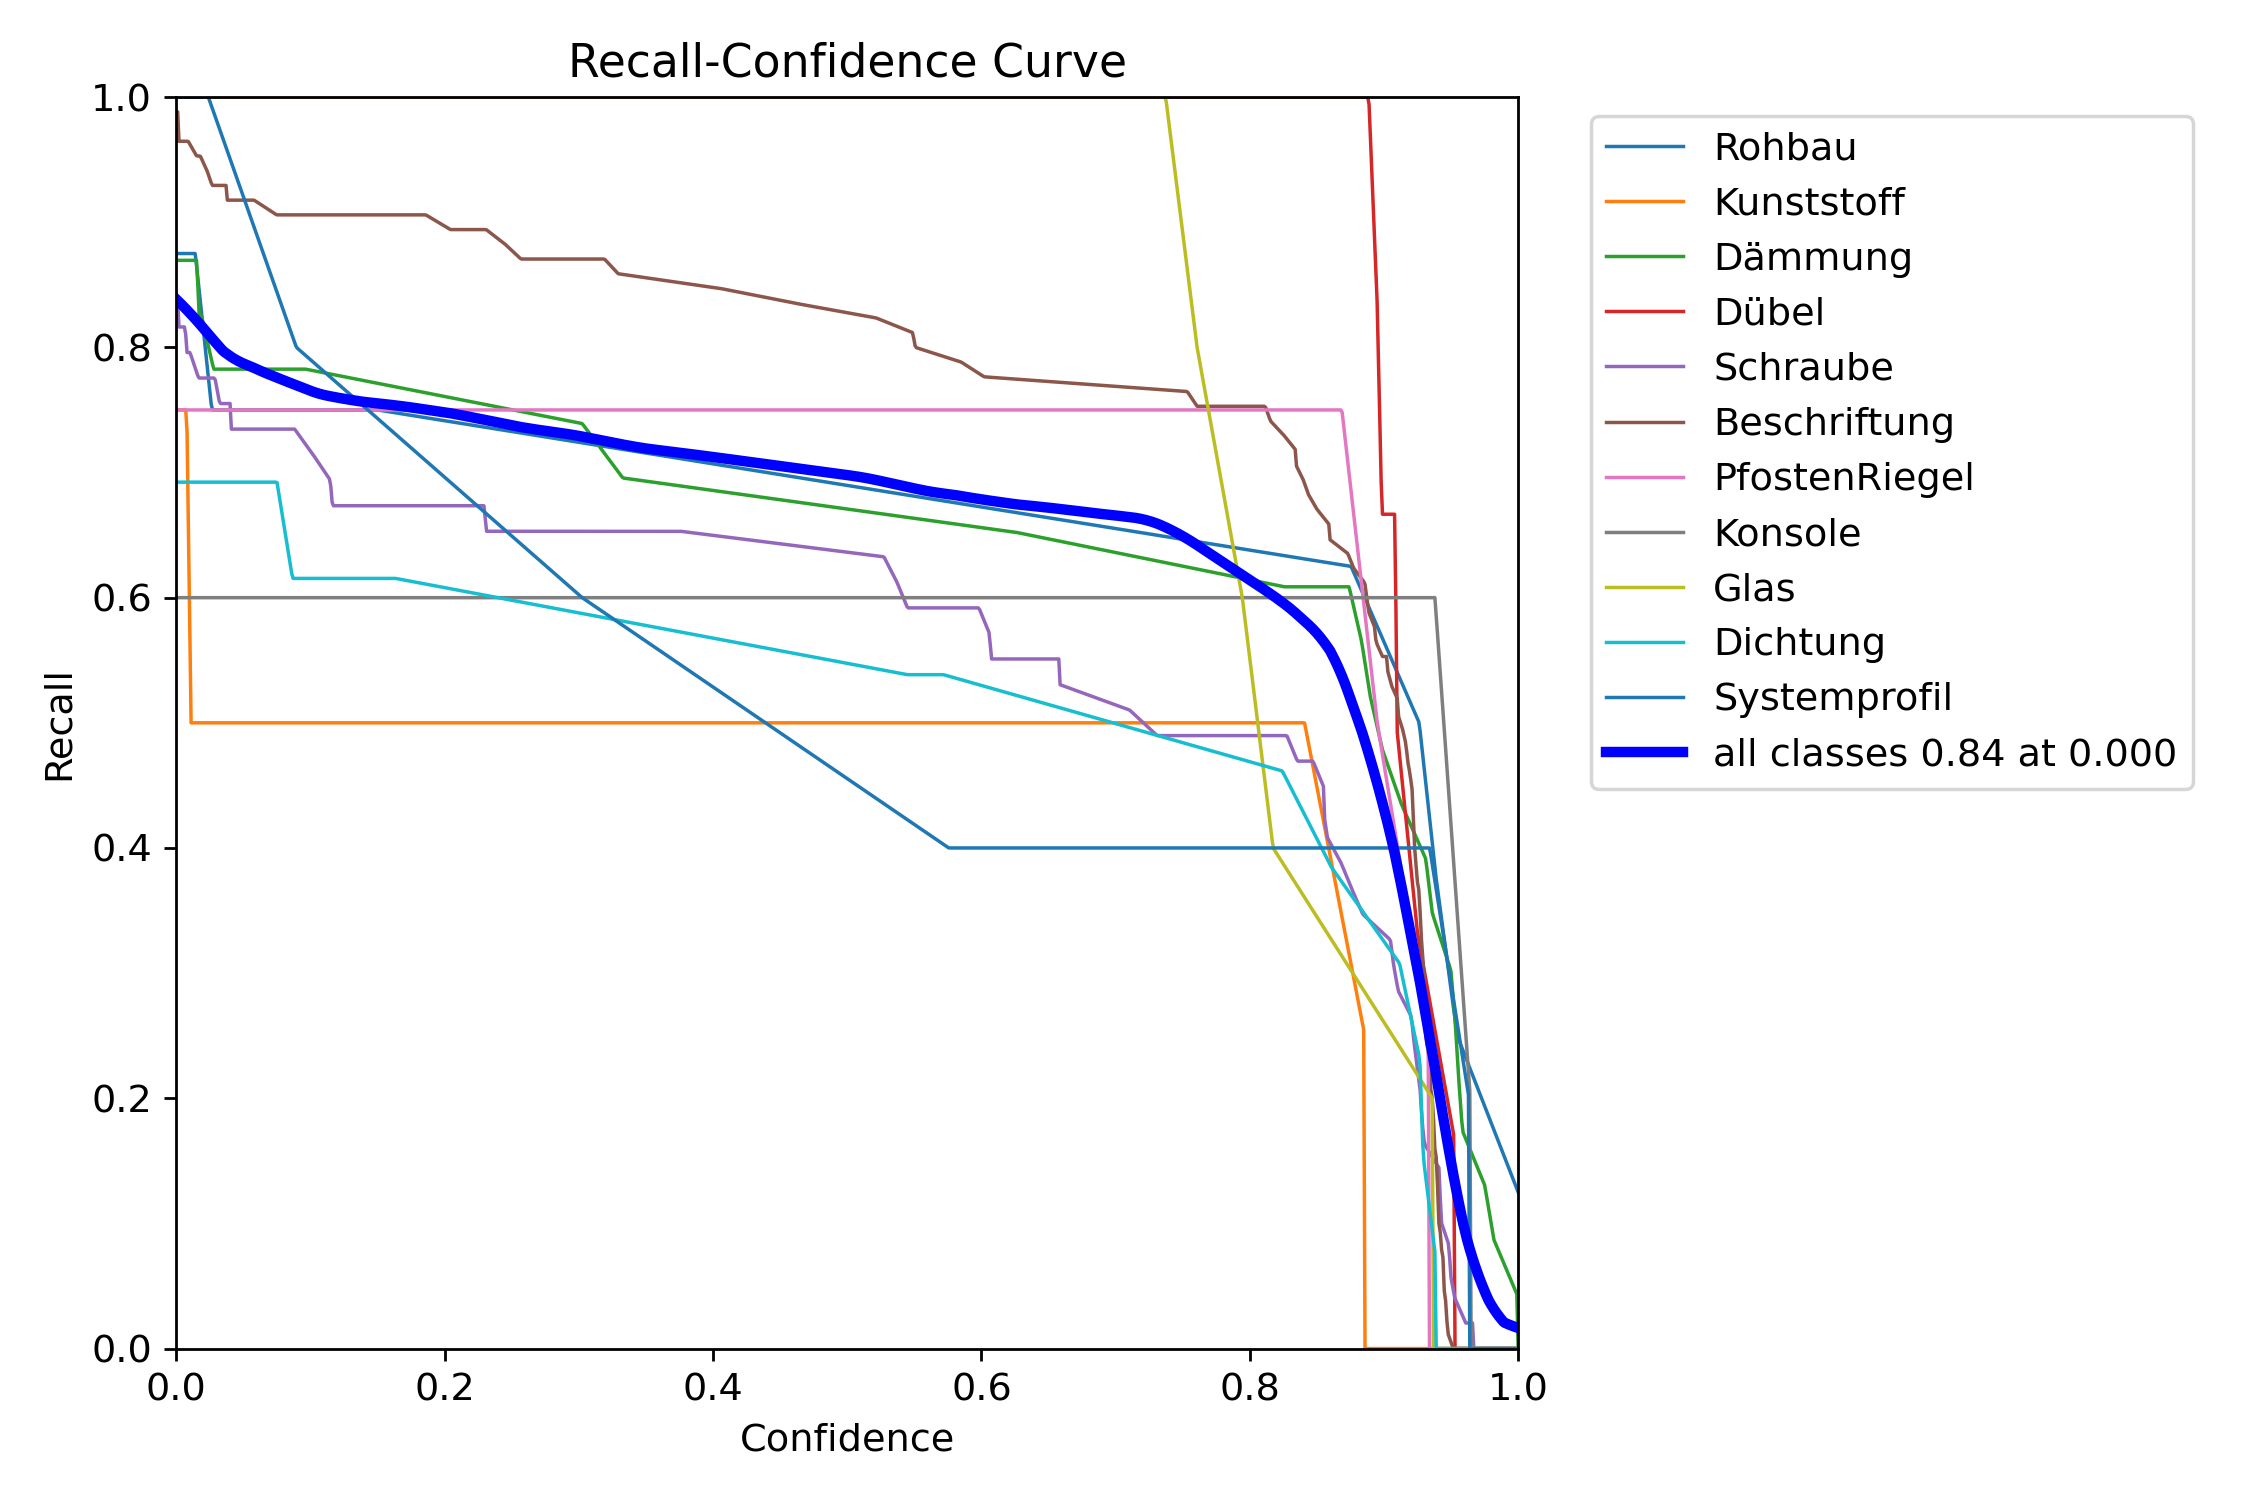 Recall-Confidence Curve
1.0
0.8
0.6
0.4
0.2
0.0
Recall
0.0 0.2 0.4 0.6 0.8 1.0
Confidence
Rohbau
Kunststoff
Dämmung
Dübel
Schraube
Beschriftung
PfostenRiegel
Konsole
Glas
Dichtung
Systemprofil
all classes 0.84 at 0.000